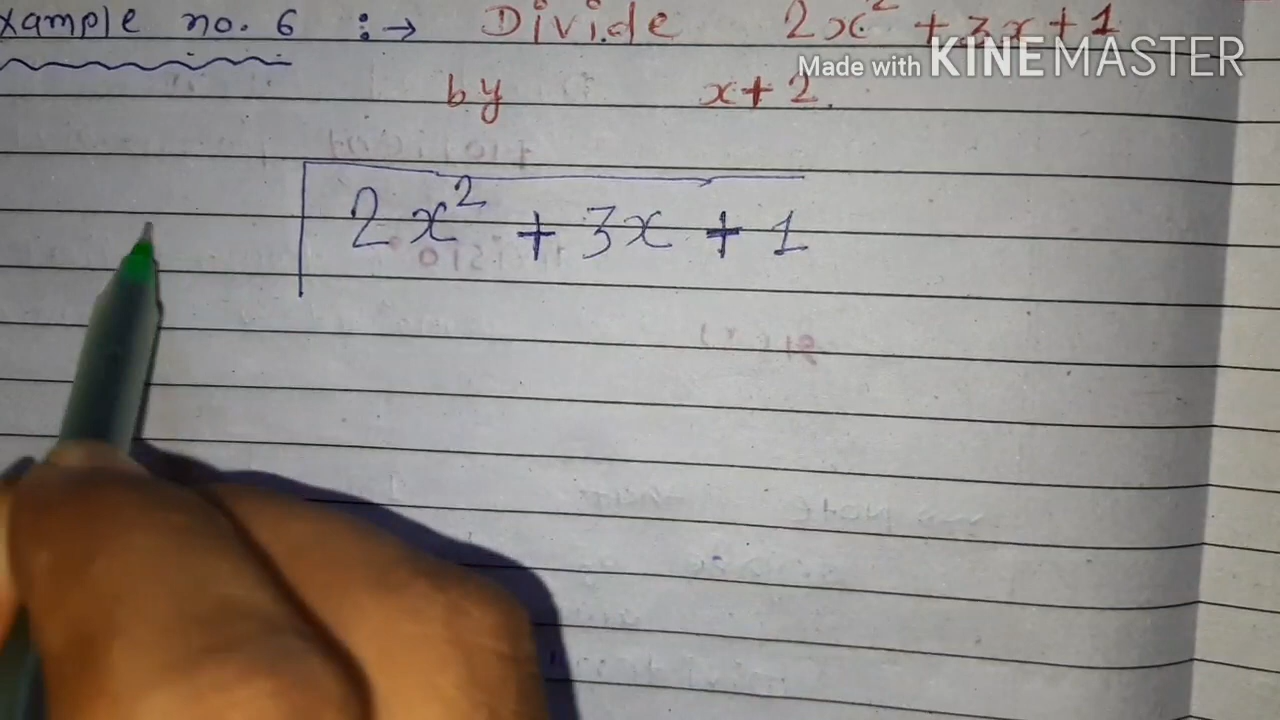 xample no. 6 :→ Divide 2x² + 3x + 1
Made with KINEMASTER
by x + 2.
2x² + 3x + 1